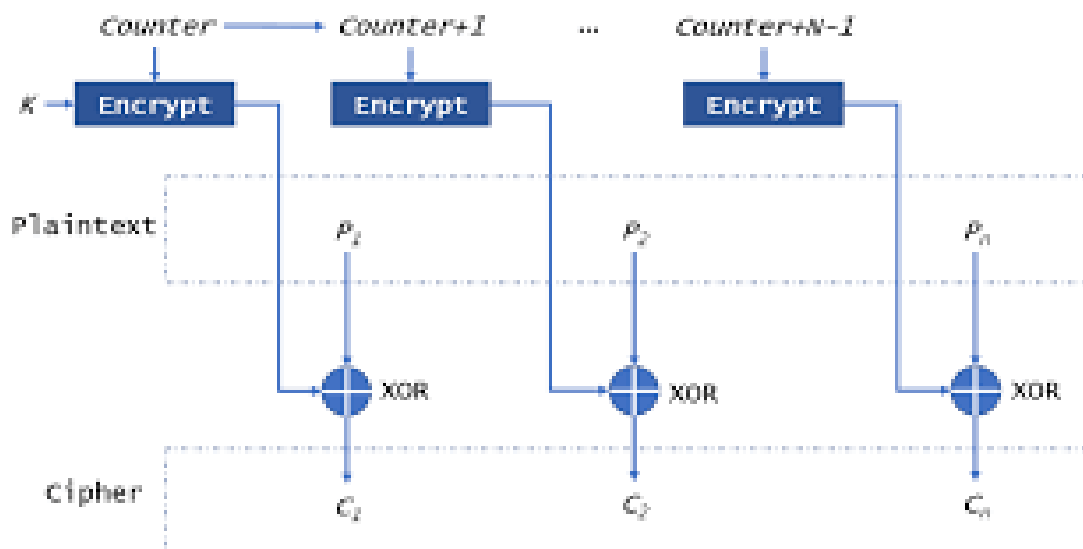 Counter Counter+1 ... Counter+N-1
K Encrypt Encrypt Encrypt
Plaintext P₁ P₂ Pₙ
XOR XOR XOR
Cipher C₁ C₂ Cₙ